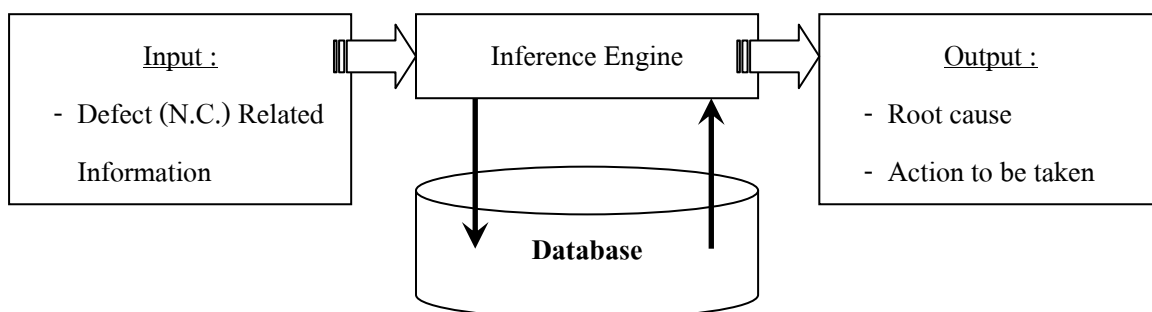 Input :
- Defect (N.C.) Related
Information
Inference Engine
Database
Output :
- Root cause
- Action to be taken